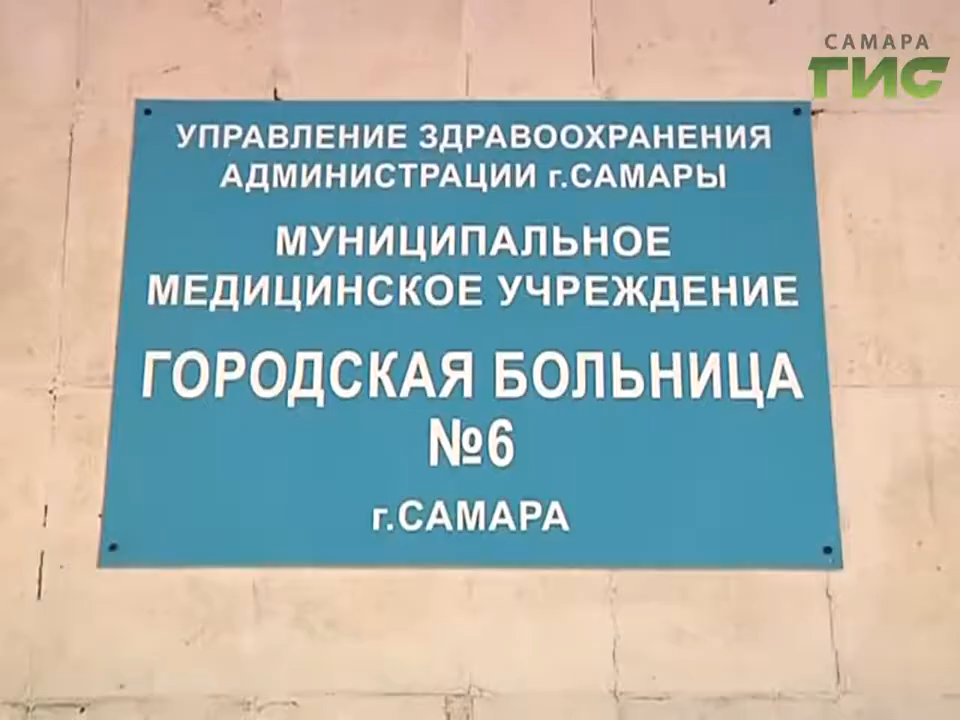 САМАРА
ГИС
УПРАВЛЕНИЕ ЗДРАВООХРАНЕНИЯ
АДМИНИСТРАЦИИ г.САМАРЫ
МУНИЦИПАЛЬНОЕ
МЕДИЦИНСКОЕ УЧРЕЖДЕНИЕ
ГОРОДСКАЯ БОЛЬНИЦА
№6
г.САМАРА